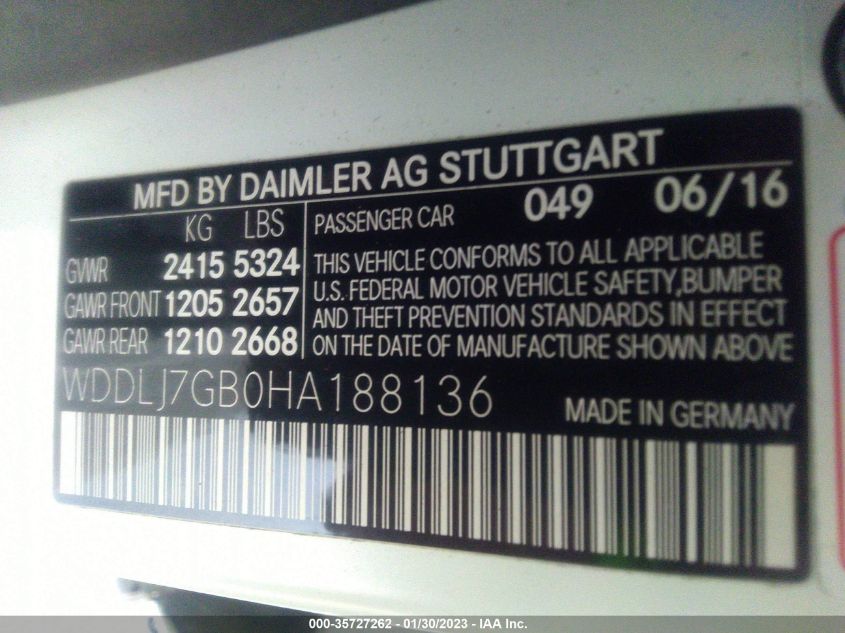 MFD BY DAIMLER AG STUTTGART
KG LBS
GVWR 2415 5324
GAWR FRONT 1205 2657
GAWR REAR 1210 2668
PASSENGER CAR 049 06/16
THIS VEHICLE CONFORMS TO ALL APPLICABLE
U.S. FEDERAL MOTOR VEHICLE SAFETY,BUMPER
AND THEFT PREVENTION STANDARDS IN EFFECT
ON THE DATE OF MANUFACTURE SHOWN ABOVE
WDDLJ7GB0HA188136
MADE IN GERMANY
000-35727262 - 01/30/2023 - IAA Inc.